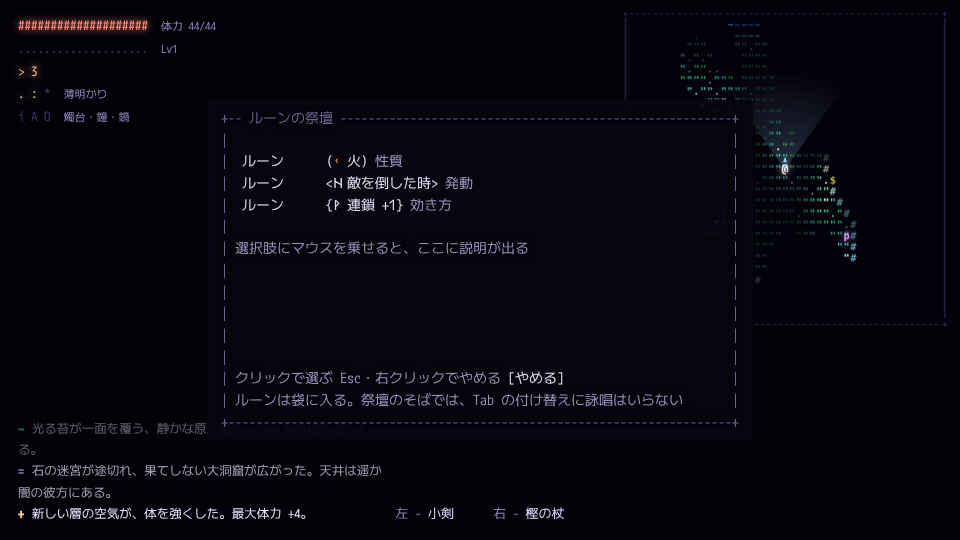 #################### 体力 44/44
.................... Lv1
> 3
. : * 薄明かり
i A O 燭台・鐘・鏡
+-- ルーンの祭壇 --+
ルーン (‹ 火) 性質
ルーン <ᚺ 敵を倒した時> 発動
ルーン {ᚹ 連鎖 +1} 効き方
選択肢にマウスを乗せると、ここに説明が出る
クリックで選ぶ Esc・右クリックでやめる [やめる]
ルーンは袋に入る。祭壇のそばでは、Tab の付け替えに詠唱はいらない
~ 光る苔が一面を覆う、静かな原
る。
= 石の迷宮が途切れ、果てしない大洞窟が広がった。天井は遥か
闇の彼方にある。
+ 新しい層の空気が、体を強くした。最大体力 +4。
左 - 小剣 右 - 樫の杖